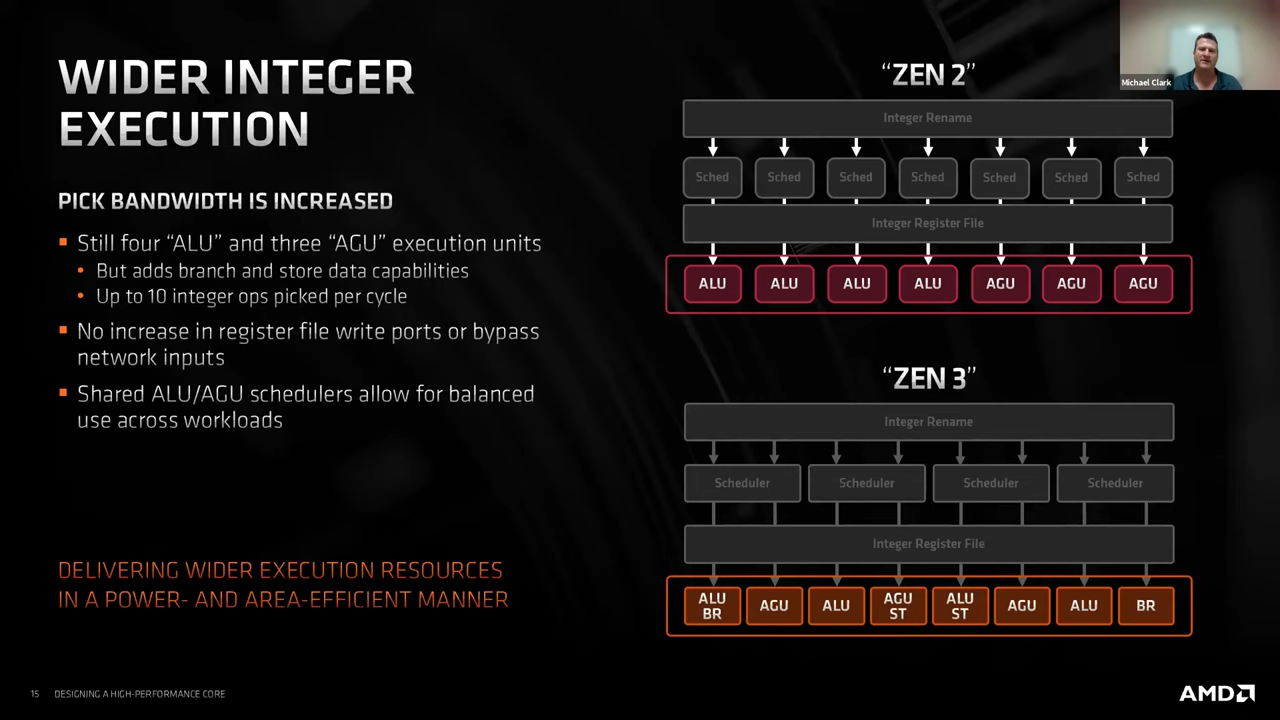 WIDER INTEGER
EXECUTION
PICK BANDWIDTH IS INCREASED
Still four “ALU” and three “AGU” execution units
But adds branch and store data capabilities
Up to 10 integer ops picked per cycle
No increase in register file write ports or bypass
network inputs
Shared ALU/AGU schedulers allow for balanced
use across workloads
DELIVERING WIDER EXECUTION RESOURCES
IN A POWER- AND AREA-EFFICIENT MANNER
“ZEN 2”
Integer Rename
Sched Sched Sched Sched Sched Sched Sched
Integer Register File
ALU ALU ALU ALU AGU AGU AGU
“ZEN 3”
Integer Rename
Scheduler Scheduler Scheduler Scheduler
Integer Register File
ALU BR AGU ALU AGU ST ALU ST AGU ALU BR
Michael Clark
15 DESIGNING A HIGH-PERFORMANCE CORE
AMD